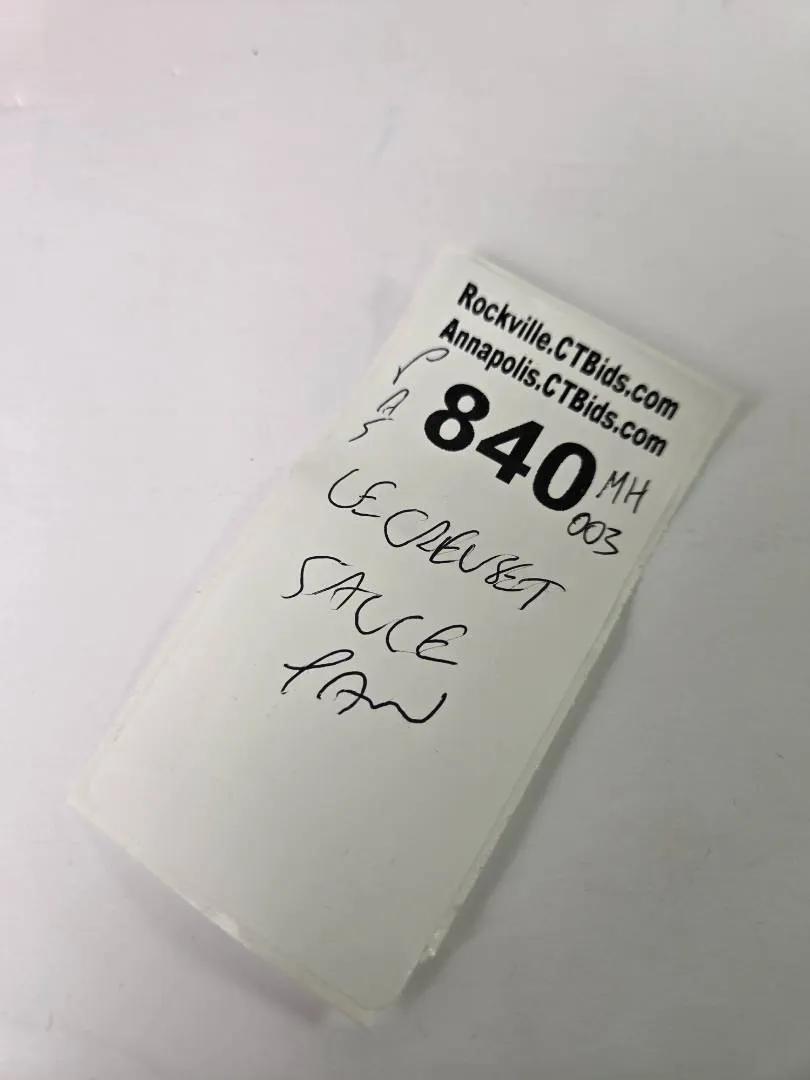 Rockville.CTBids.com
Annapolis.CTBids.com
840 MH
003
LE CREUSET
SAUCE
PAN